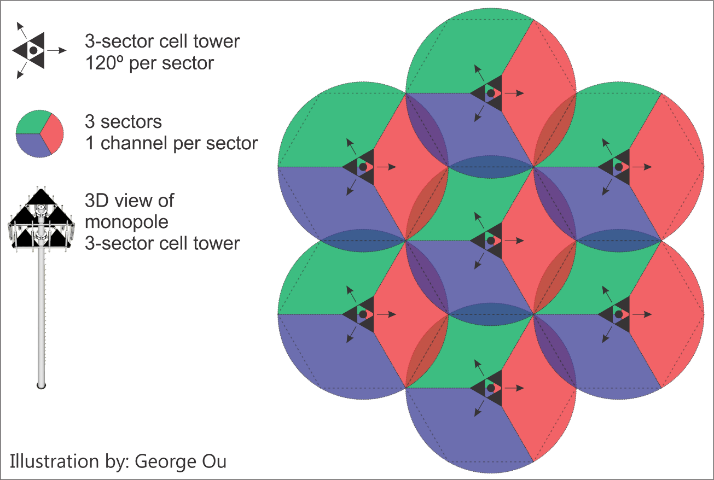 3-sector cell tower
120º per sector
3 sectors
1 channel per sector
3D view of
monopole
3-sector cell tower
Illustration by: George Ou